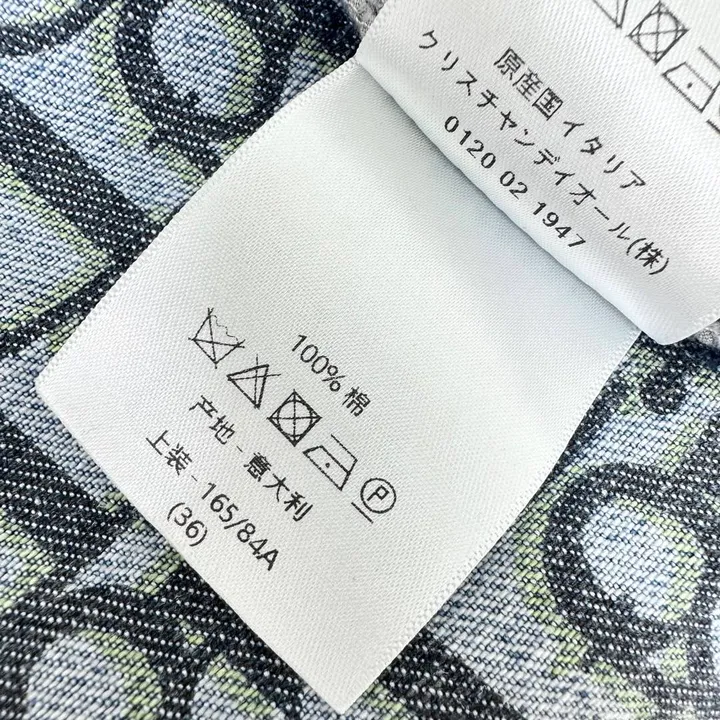 原産国 イタリア
クリスチャンディオール(株)
0120 02 1947
100% 棉
P
产地 - 意大利
上装 - 165/84A
(36)